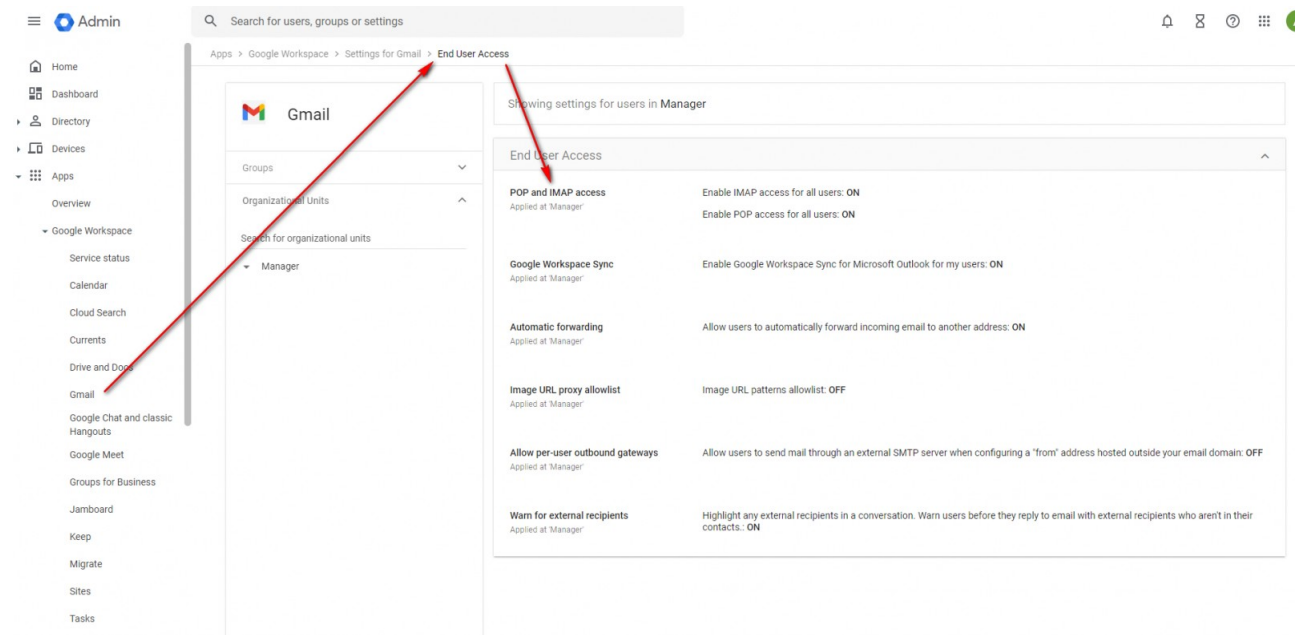 Admin
Search for users, groups or settings
Apps > Google Workspace > Settings for Gmail > End User Access
Home
Dashboard
Directory
Devices
Apps
Overview
Google Workspace
Service status
Calendar
Cloud Search
Currents
Drive and Docs
Gmail
Google Chat and classic
Hangouts
Google Meet
Groups for Business
Jamboard
Keep
Migrate
Sites
Tasks
Gmail
Groups
Organizational Units
Search for organizational units
Manager
Showing settings for users in Manager
End User Access
POP and IMAP access
Applied at 'Manager'
Enable IMAP access for all users: ON
Enable POP access for all users: ON
Google Workspace Sync
Applied at 'Manager'
Enable Google Workspace Sync for Microsoft Outlook for my users: ON
Automatic forwarding
Applied at 'Manager'
Allow users to automatically forward incoming email to another address: ON
Image URL proxy allowlist
Applied at 'Manager'
Image URL patterns allowlist: OFF
Allow per-user outbound gateways
Applied at 'Manager'
Allow users to send mail through an external SMTP server when configuring a "from" address hosted outside your email domain: OFF
Warn for external recipients
Applied at 'Manager'
Highlight any external recipients in a conversation. Warn users before they reply to email with external recipients who aren't in their
contacts.: ON